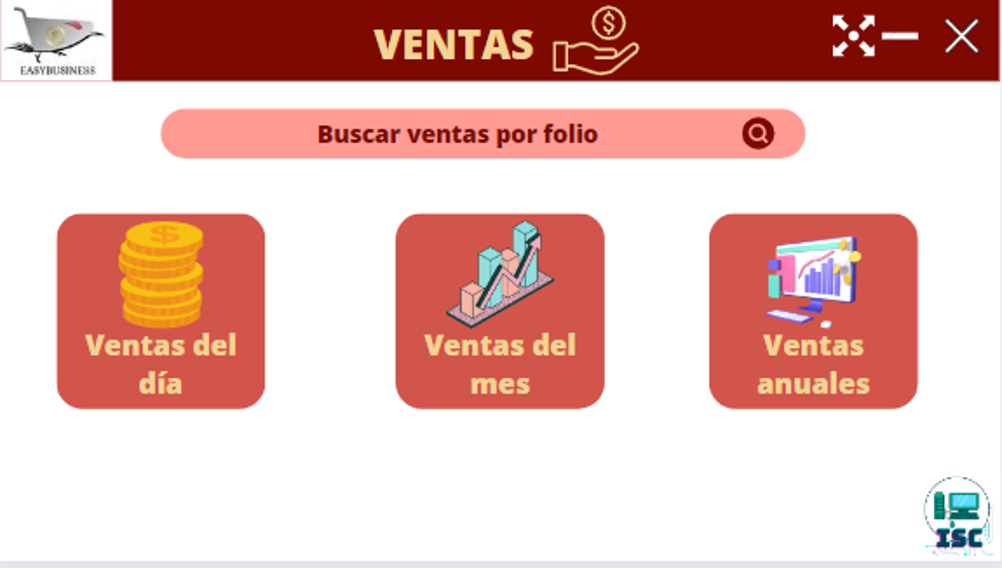 EASYBUSINESS
VENTAS
Buscar ventas por folio
Ventas del
día
Ventas del
mes
Ventas
anuales
ISC